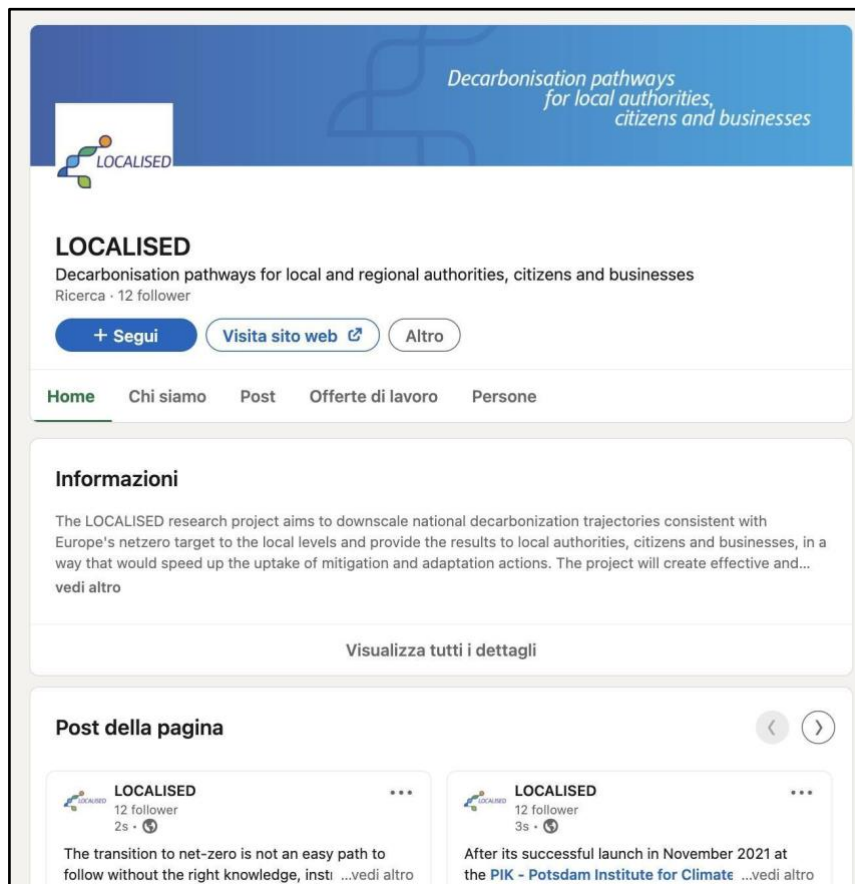 Decarbonisation pathways
for local authorities,
citizens and businesses
LOCALISED
LOCALISED
Decarbonisation pathways for local and regional authorities, citizens and businesses
Ricerca · 12 follower
+ Segui Visita sito web Altro
Home Chi siamo Post Offerte di lavoro Persone
Informazioni
The LOCALISED research project aims to downscale national decarbonization trajectories consistent with
Europe's netzero target to the local levels and provide the results to local authorities, citizens and businesses, in a
way that would speed up the uptake of mitigation and adaptation actions. The project will create effective and...
vedi altro
Visualizza tutti i dettagli
Post della pagina
LOCALISED
LOCALISED
12 follower
2s ·
The transition to net-zero is not an easy path to
follow without the right knowledge, ...vedi altro
LOCALISED
LOCALISED
12 follower
3s ·
After its successful launch in November 2021 at
the PIK - Potsdam Institute for Climate ...vedi altro